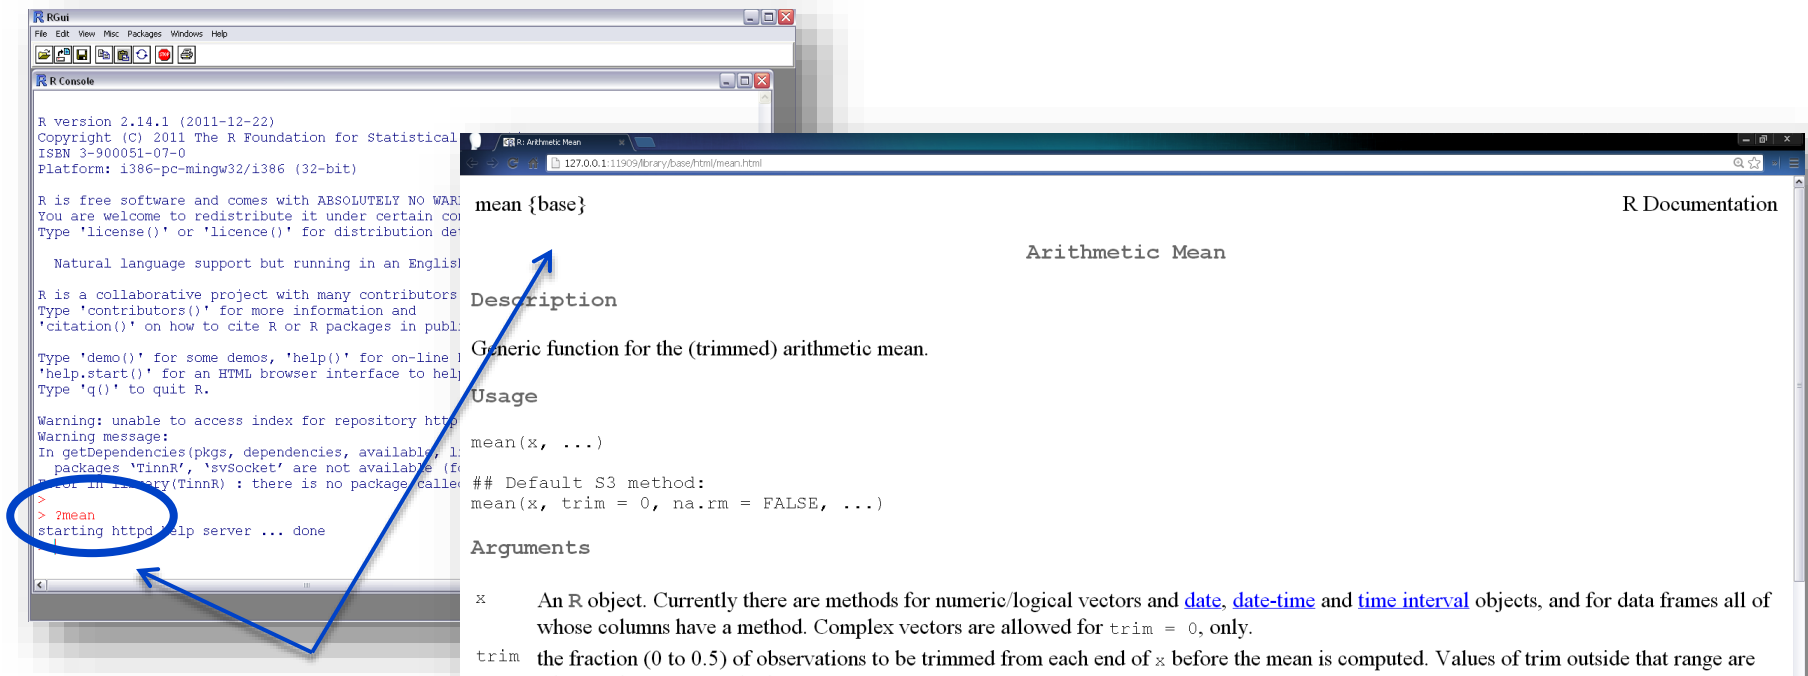 RGui
File Edit View Misc Packages Windows Help
R Console
R version 2.14.1 (2011-12-22)
Copyright (C) 2011 The R Foundation for Statistical
ISBN 3-900051-07-0
Platform: i386-pc-mingw32/i386 (32-bit)
R is free software and comes with ABSOLUTELY NO WAR
You are welcome to redistribute it under certain co
Type 'license()' or 'licence()' for distribution de
Natural language support but running in an English
R is a collaborative project with many contributors
Type 'contributors()' for more information and
'citation()' on how to cite R or R packages in publ
Type 'demo()' for some demos, 'help()' for on-line
'help.start()' for an HTML browser interface to help
Type 'q()' to quit R.
Warning: unable to access index for repository http
Warning message:
In getDependencies(pkgs, dependencies, available, l
packages ‘TinnR’, ‘svSocket’ are not available (fo
Error in library(TinnR) : there is no package calle
>
> ?mean
starting httpd help server ... done
R: Arithmetic Mean
127.0.0.1:11909/library/base/html/mean.html
mean {base}
R Documentation
Arithmetic Mean
Description
Generic function for the (trimmed) arithmetic mean.
Usage
mean(x, ...)
## Default S3 method:
mean(x, trim = 0, na.rm = FALSE, ...)
Arguments
x An R object. Currently there are methods for numeric/logical vectors and date, date-time and time interval objects, and for data frames all of
whose columns have a method. Complex vectors are allowed for trim = 0, only.
trim the fraction (0 to 0.5) of observations to be trimmed from each end of x before the mean is computed. Values of trim outside that range are